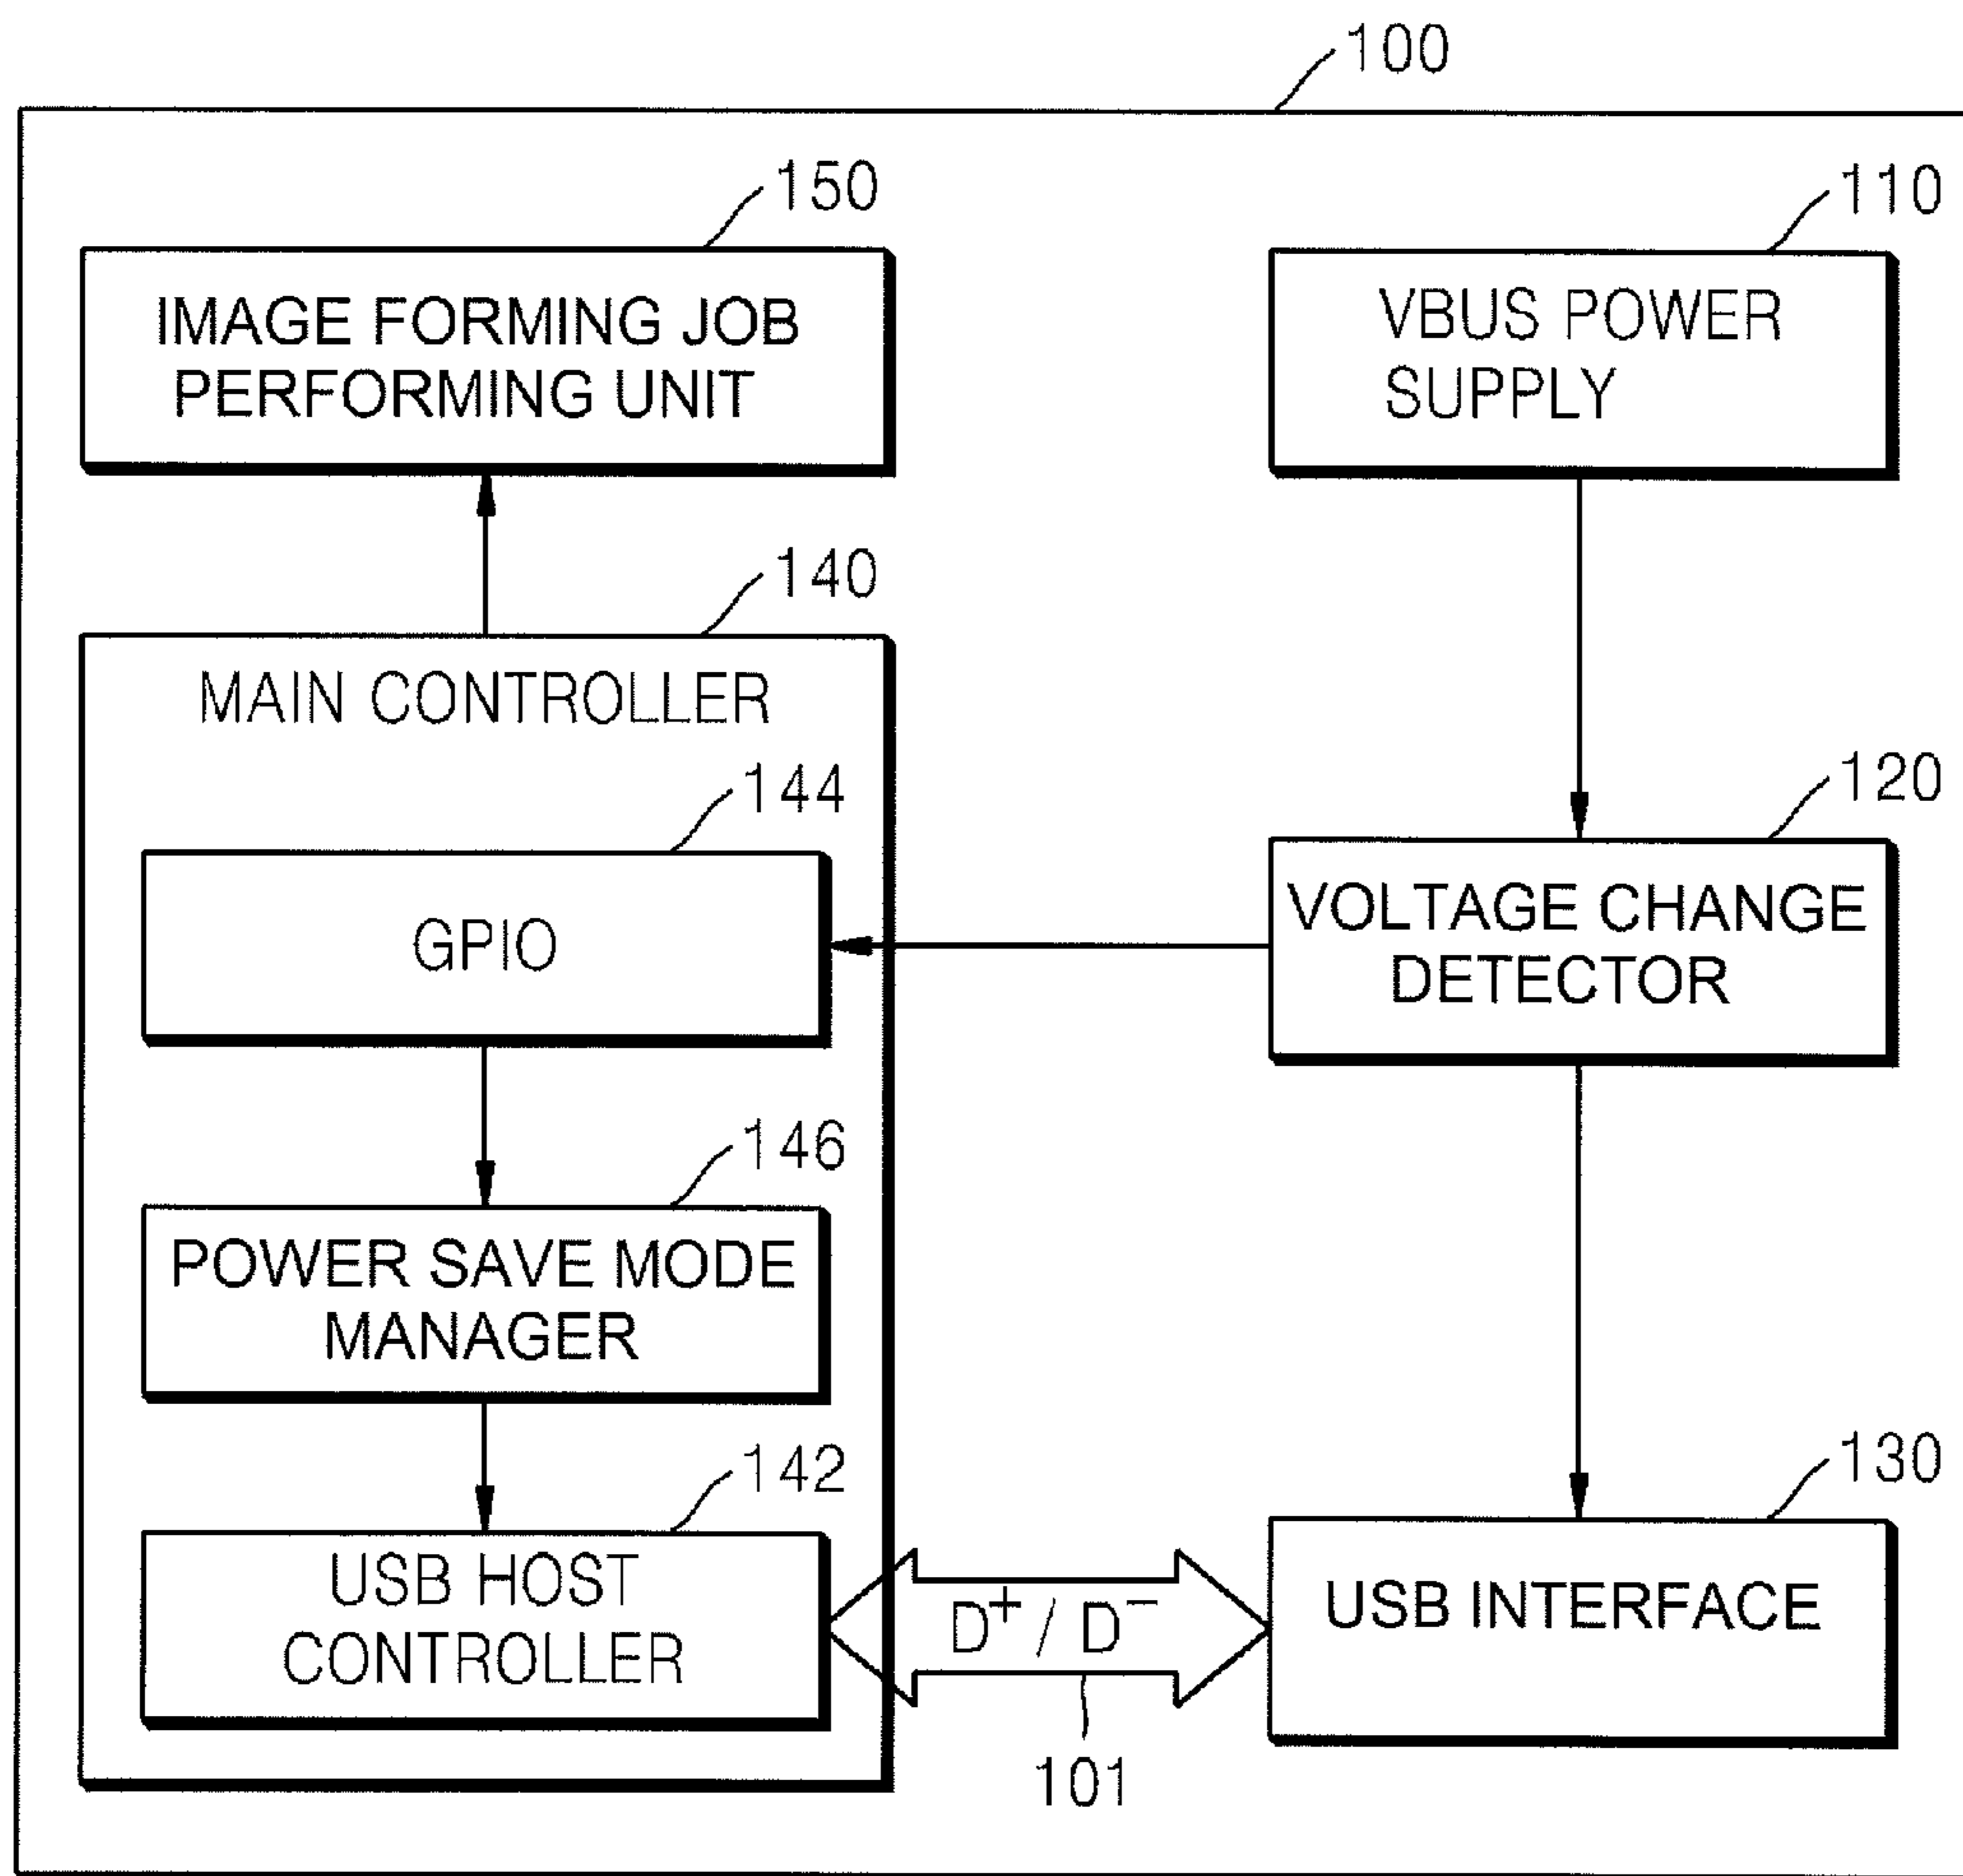 100
150
110
IMAGE FORMING JOB
PERFORMING UNIT
VBUS POWER
SUPPLY
140
MAIN CONTROLLER
144
120
GPIO
VOLTAGE CHANGE
DETECTOR
146
POWER SAVE MODE
MANAGER
142
130
USB HOST
CONTROLLER
D+ / D−
USB INTERFACE
101